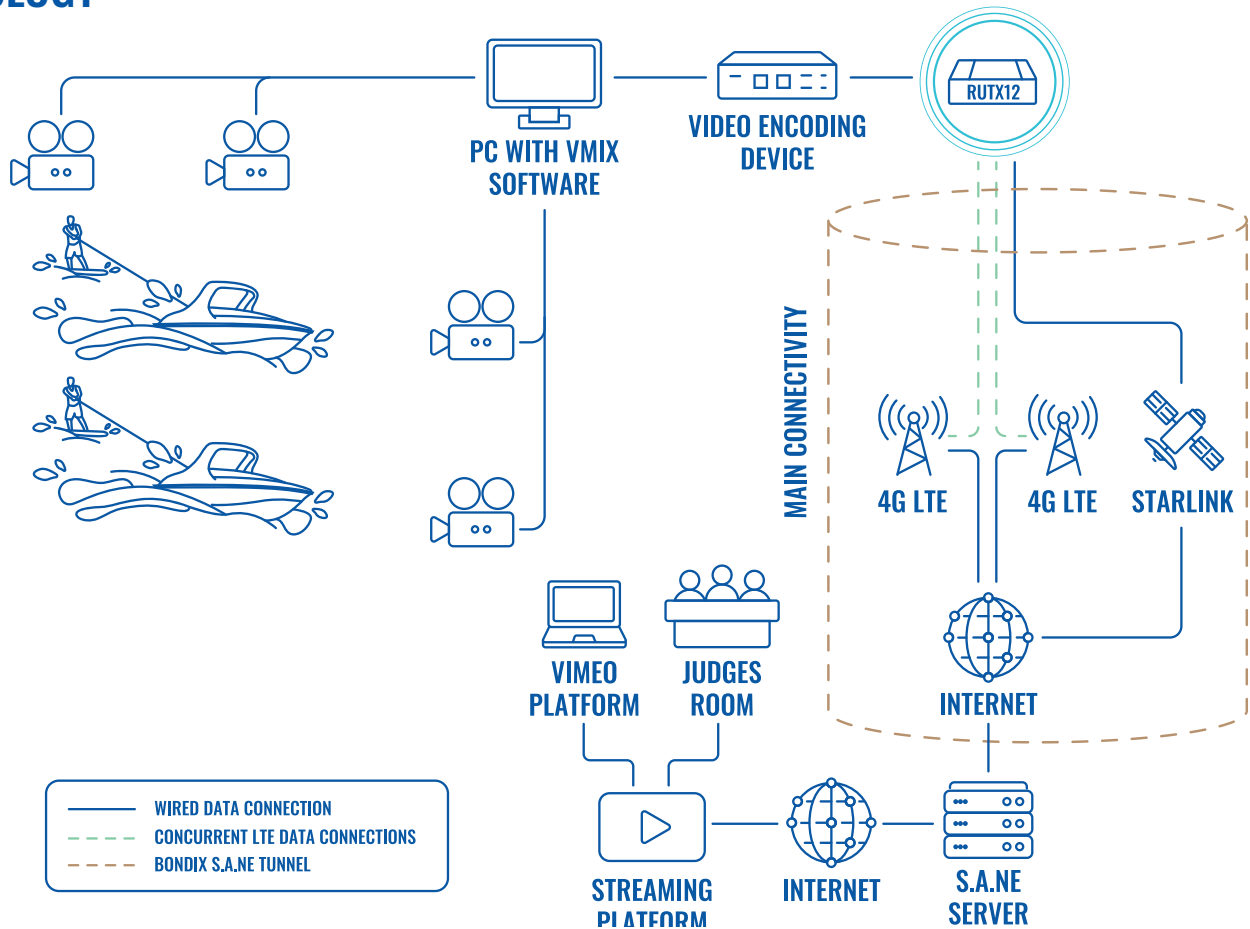 RUTX12
PC WITH VMIX
SOFTWARE
VIDEO ENCODING
DEVICE
MAIN CONNECTIVITY
4G LTE
4G LTE
STARLINK
VIMEO
PLATFORM
JUDGES
ROOM
INTERNET
WIRED DATA CONNECTION
CONCURRENT LTE DATA CONNECTIONS
BONDIX S.A.NE TUNNEL
STREAMING
PLATFORM
INTERNET
S.A.NE
SERVER